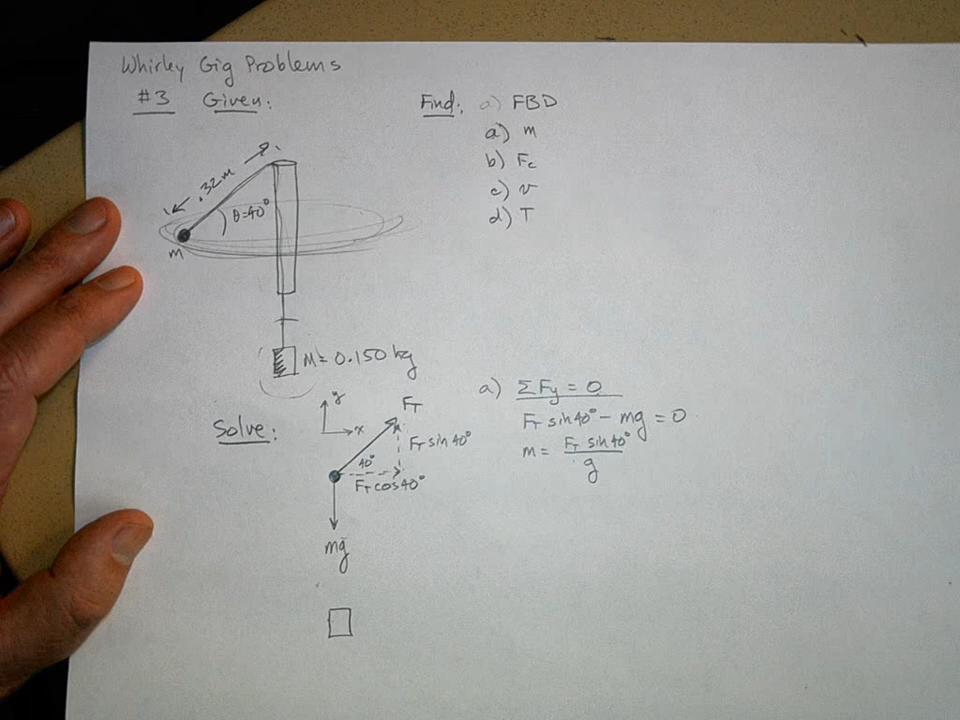 Whirley Gig Problems
#3 Given:
Find: a) FBD
a) m
b) Fc
c) v
d) T
.32m
θ=40°
m
M = 0.150 kg
Solve:
y
x
FT
FT sin 40°
40°
FT cos 40°
mg
a) ΣFy = 0
FT sin 40° - mg = 0
m = FT sin 40° / g